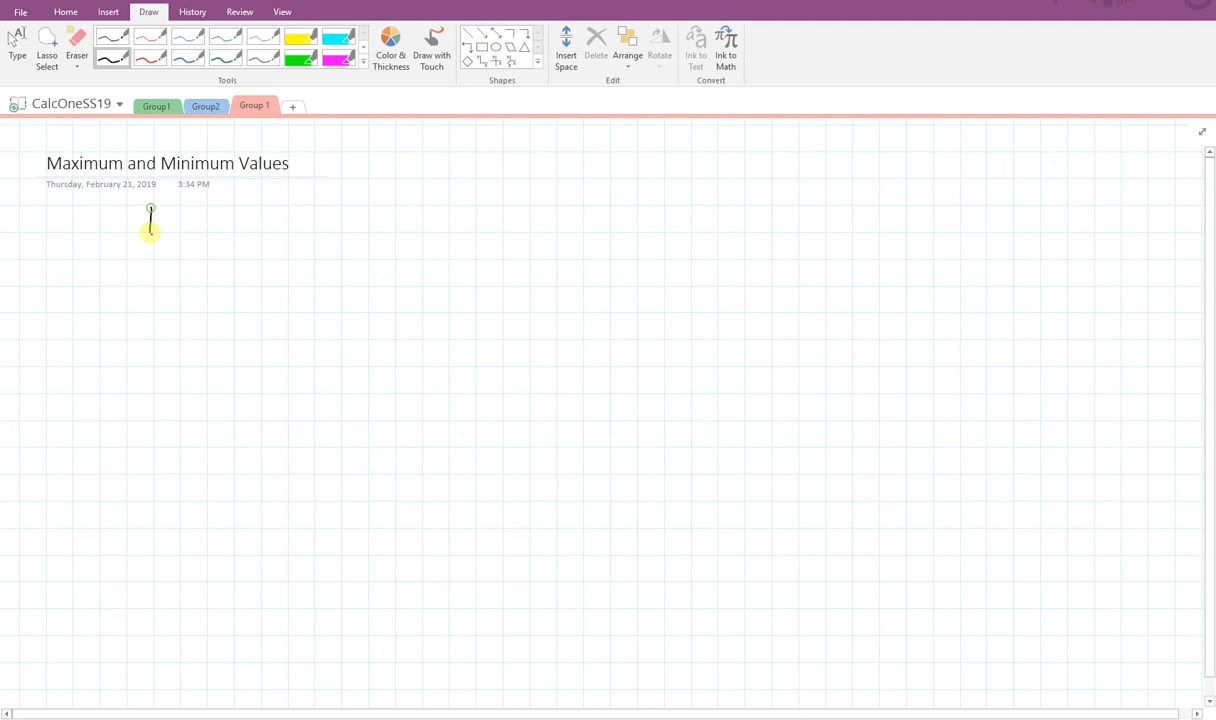 File Home Insert Draw History Review View
Type
Lasso Select
Eraser
Color & Thickness
Draw with Touch
Insert Space
Delete
Arrange
Rotate
Ink to Text
Ink to Math
Tools Shapes Edit Convert
CalcOneSS19 Group1 Group2 Group 1 +
Maximum and Minimum Values
Thursday, February 21, 2019 3:34 PM